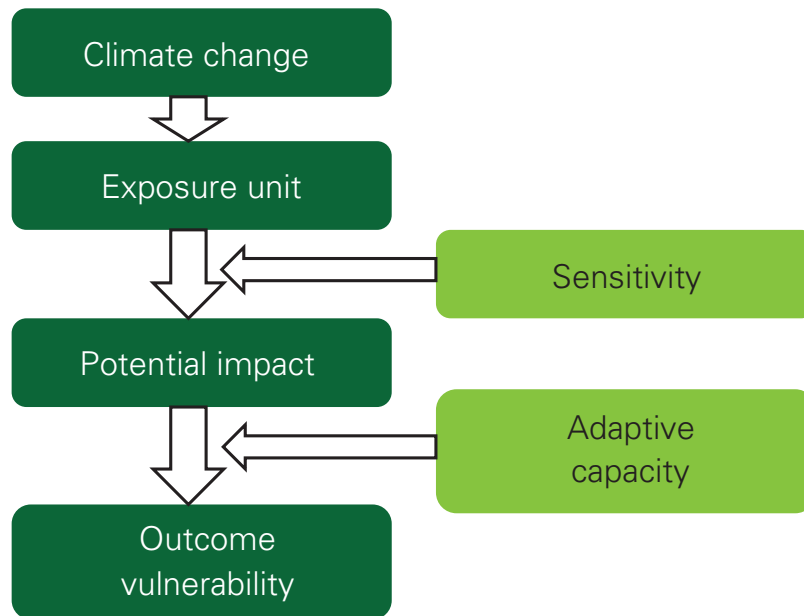 Climate change
Exposure unit
Sensitivity
Potential impact
Adaptive
capacity
Outcome
vulnerability